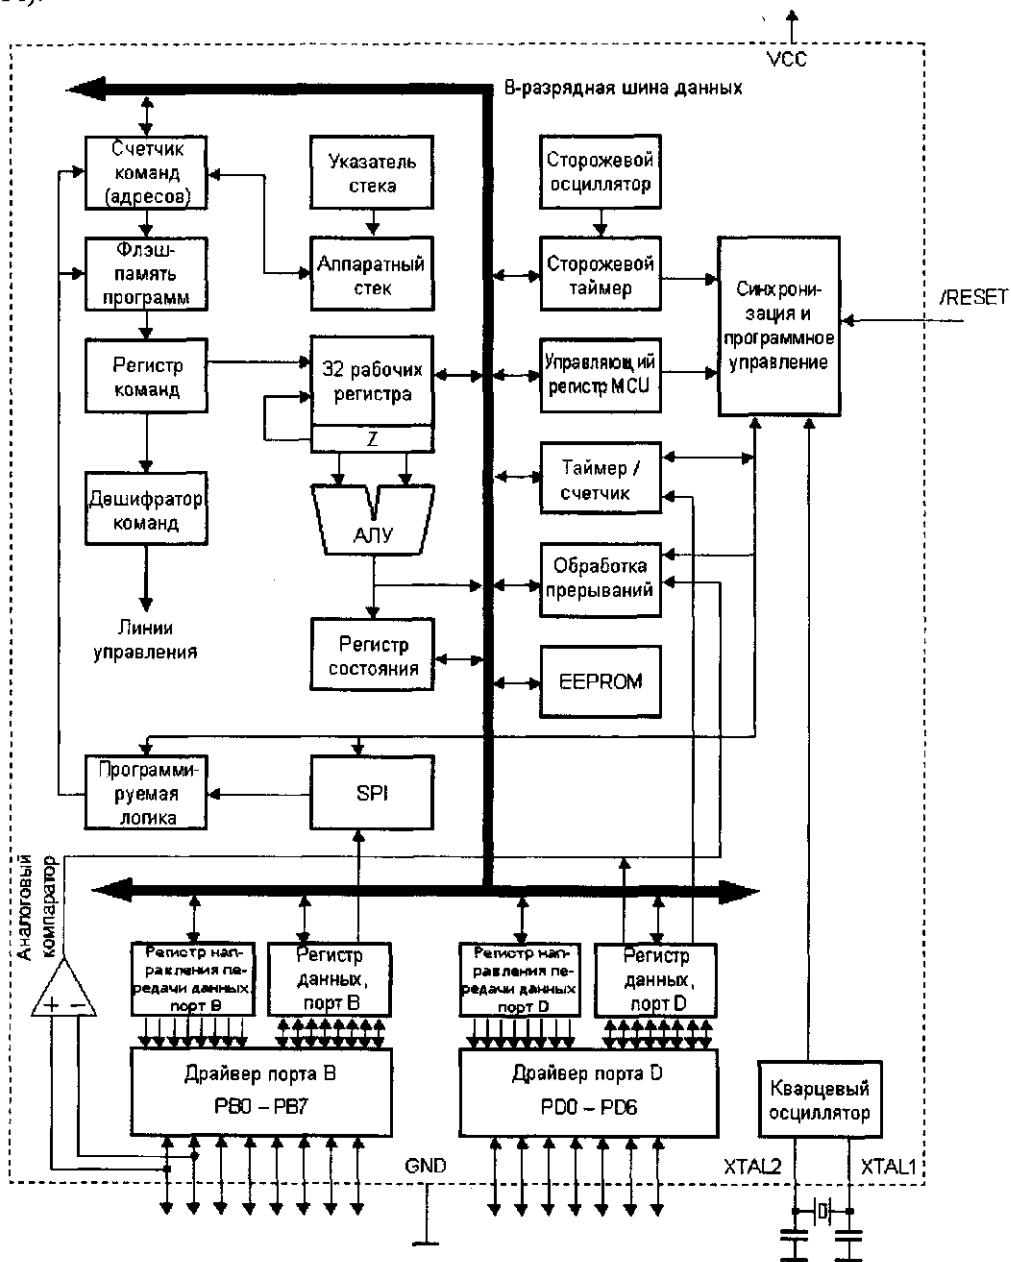 VCC
В-разрядная шина данных
Счетчик
команд
(адресов)
Указатель
стека
Сторожевой
осциллятор
Флэш-
память
программ
Аппаратный
стек
Сторожевой
таймер
Синхрони-
зация и
программное
управление
/RESET
Регистр
команд
32 рабочих
регистра
Z
Управляющий
регистр MCU
Таймер /
счетчик
Дешифратор
команд
АЛУ
Обработка
прерываний
Линии
управления
Регистр
состояния
EEPROM
Программи-
руемая
логика
SPI
Аналоговый
компаратор
+ −
Регистр нап-
равления пе-
редачи данных,
порт В
Регистр
данных,
порт В
Регистр нап-
равления пе-
редачи данных,
порт D
Регистр
данных,
порт D
Драйвер порта В
PB0 – PB7
Драйвер порта D
PD0 – PD6
Кварцевый
осциллятор
GND
XTAL2
XTAL1